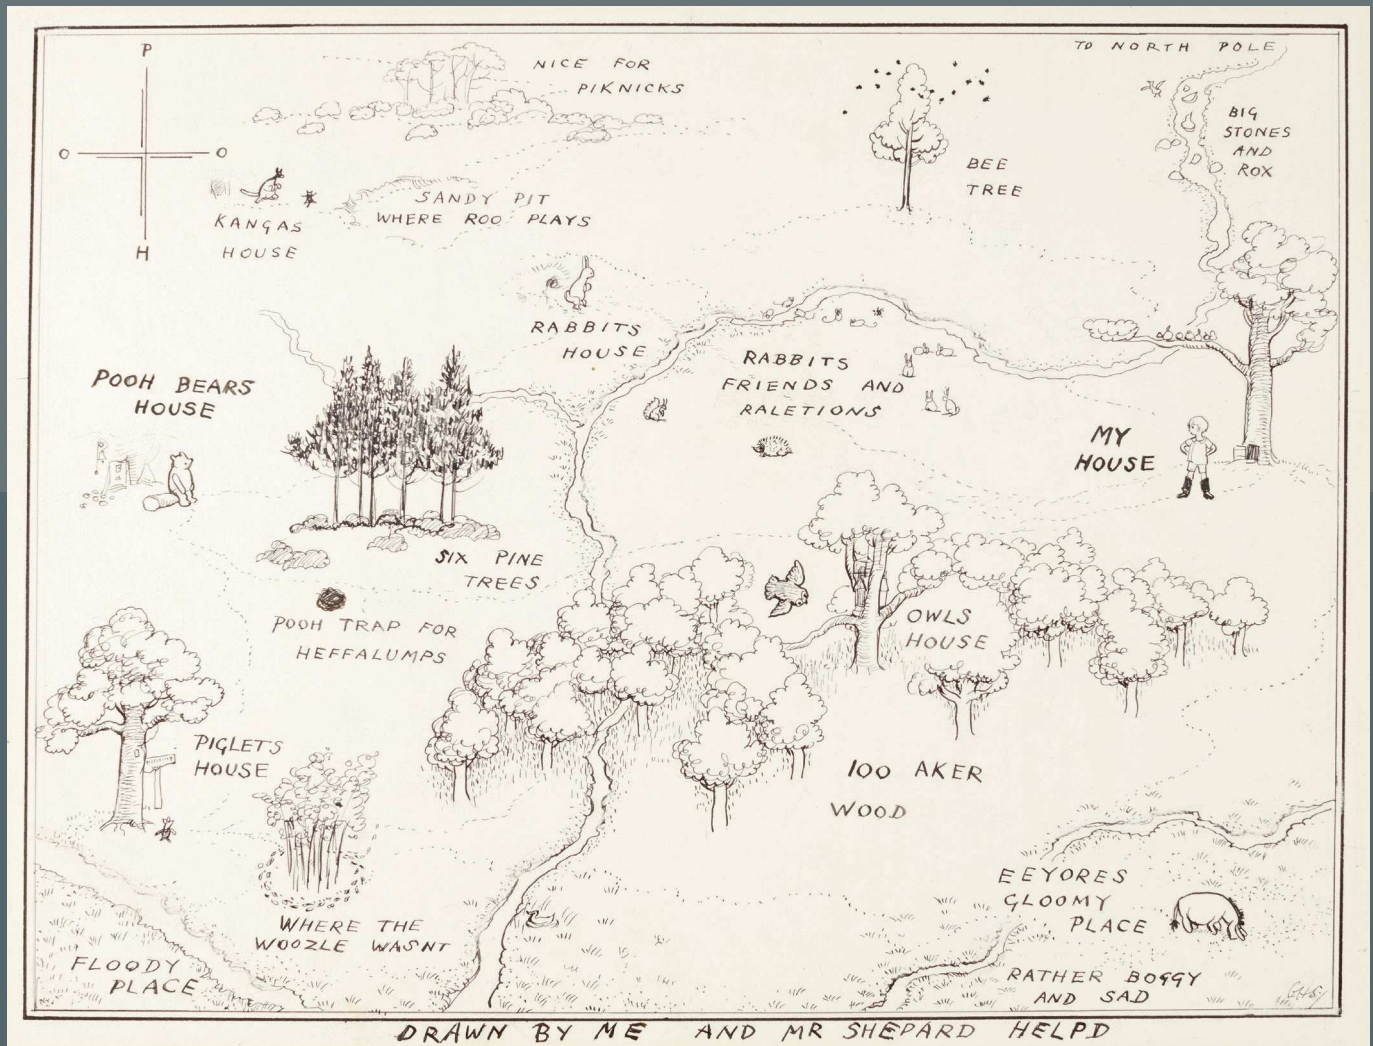 P
TO NORTH POLE
NICE FOR
PIKNICKS
BIG
STONES
AND
ROX
O
O
BEE
TREE
SANDY PIT
WHERE ROO PLAYS
KANGAS
HOUSE
H
RABBITS
HOUSE
RABBITS
FRIENDS AND
RALETIONS
POOH BEARS
HOUSE
MY
HOUSE
SIX PINE
TREES
POOH TRAP FOR
HEFFALUMPS
OWLS
HOUSE
PIGLETS
HOUSE
100 AKER
WOOD
EEYORES
GLOOMY
PLACE
WHERE THE
WOOZLE WASNT
FLOODY
PLACE
RATHER BOGGY
AND SAD
DRAWN BY ME AND MR SHEPARD HELPD